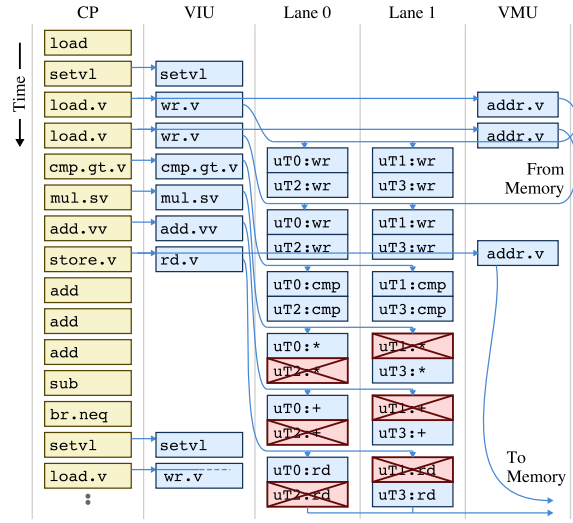 CP VIU Lane 0 Lane 1 VMU
Time
load
setvl setvl
load.v wr.v addr.v
load.v wr.v addr.v
uT0:wr uT1:wr
cmp.gt.v cmp.gt.v From
uT2:wr uT3:wr Memory
mul.sv mul.sv
uT0:wr uT1:wr
add.vv add.vv
uT2:wr uT3:wr
store.v rd.v addr.v
add uT0:cmp uT1:cmp
uT2:cmp uT3:cmp
add
uT0:* uT1:*
add
uT2:* uT3:*
sub
uT0:+ uT1:+
br.neq
uT2:+ uT3:+
setvl setvl
To
uT0:rd uT1:rd
load.v wr.v Memory
uT2:rd uT3:rd